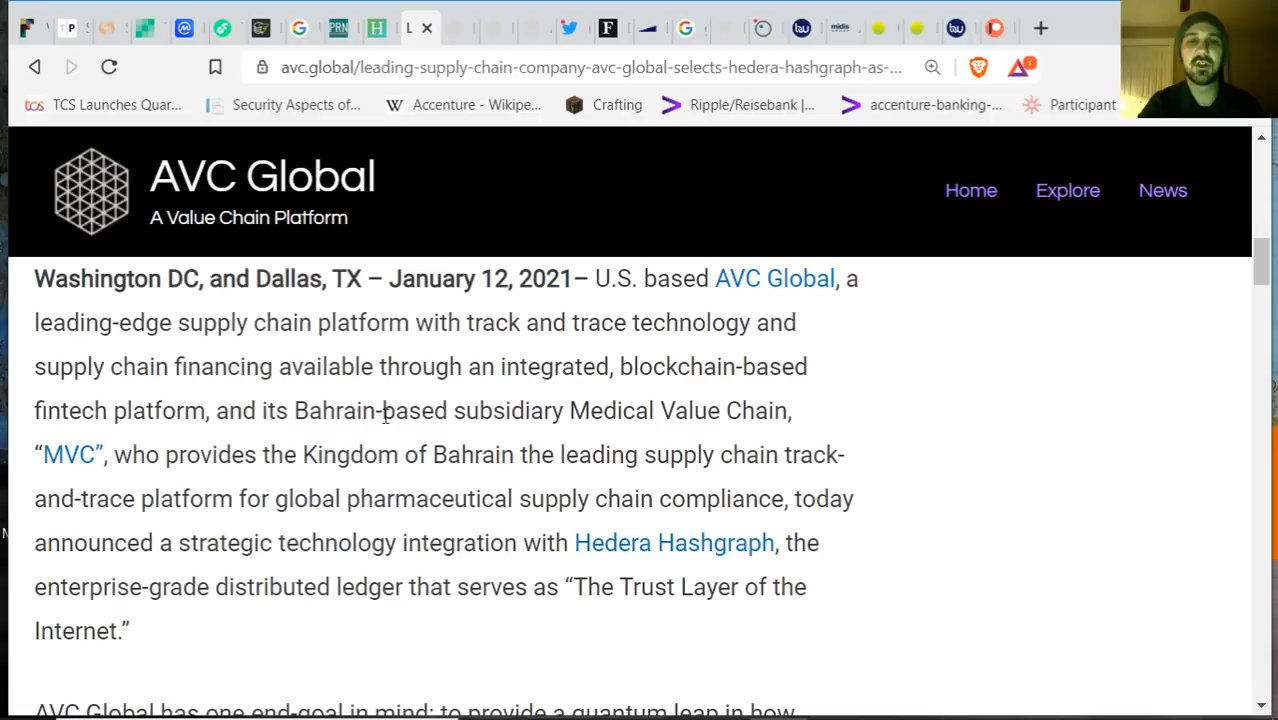 PRN
H
L
F
avc.global/leading-supply-chain-company-avc-global-selects-hedera-hashgraph-as-...
1
tcs TCS Launches Quar... Security Aspects of... W Accenture - Wikipe... Crafting Ripple/Reisebank |... accenture-banking-... Participant
AVC Global
A Value Chain Platform
Home Explore News
Washington DC, and Dallas, TX – January 12, 2021– U.S. based AVC Global, a
leading-edge supply chain platform with track and trace technology and
supply chain financing available through an integrated, blockchain-based
fintech platform, and its Bahrain-based subsidiary Medical Value Chain,
“MVC”, who provides the Kingdom of Bahrain the leading supply chain track-
and-trace platform for global pharmaceutical supply chain compliance, today
announced a strategic technology integration with Hedera Hashgraph, the
enterprise-grade distributed ledger that serves as “The Trust Layer of the
Internet.”
AVC Global has one end-goal in mind: to provide a quantum leap in how